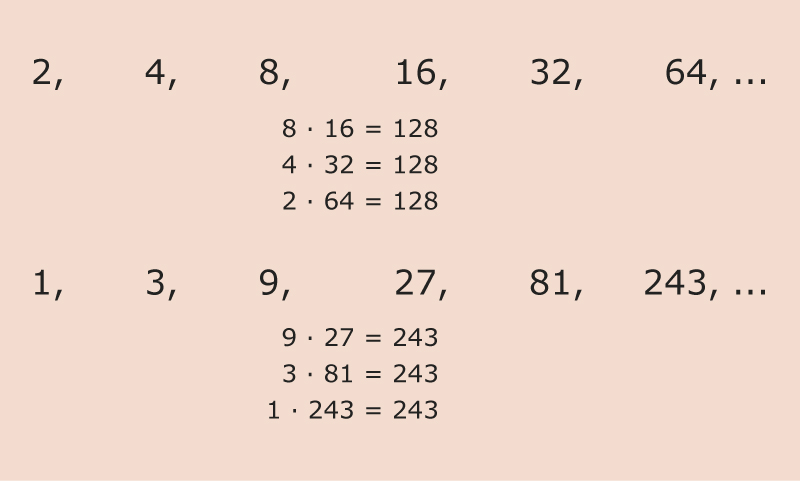 2, 4, 8, 16, 32, 64, ...
8 · 16 = 128
4 · 32 = 128
2 · 64 = 128
1, 3, 9, 27, 81, 243, ...
9 · 27 = 243
3 · 81 = 243
1 · 243 = 243